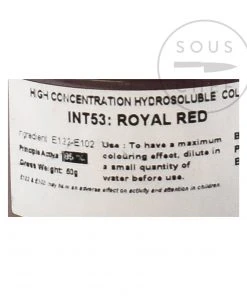 SOUS
HIGH CONCENTRATION HYDROSOLUBLE COL
INT53: ROYAL RED
Ingredient E122-E102
Principle Active 85 %
Gross Weight: 60g
Use : To have a maximum
colouring effect, dilute in
a small quantity of
water before use.
E122 & E102 may have an adverse effect on activity and attention in children.
B
P
E
B